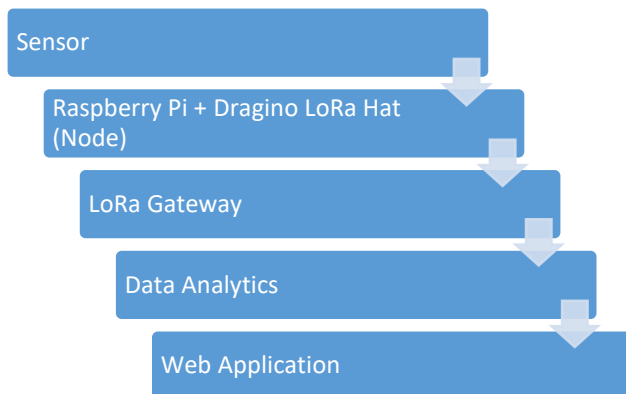 Sensor
Raspberry Pi + Dragino LoRa Hat
(Node)
LoRa Gateway
Data Analytics
Web Application